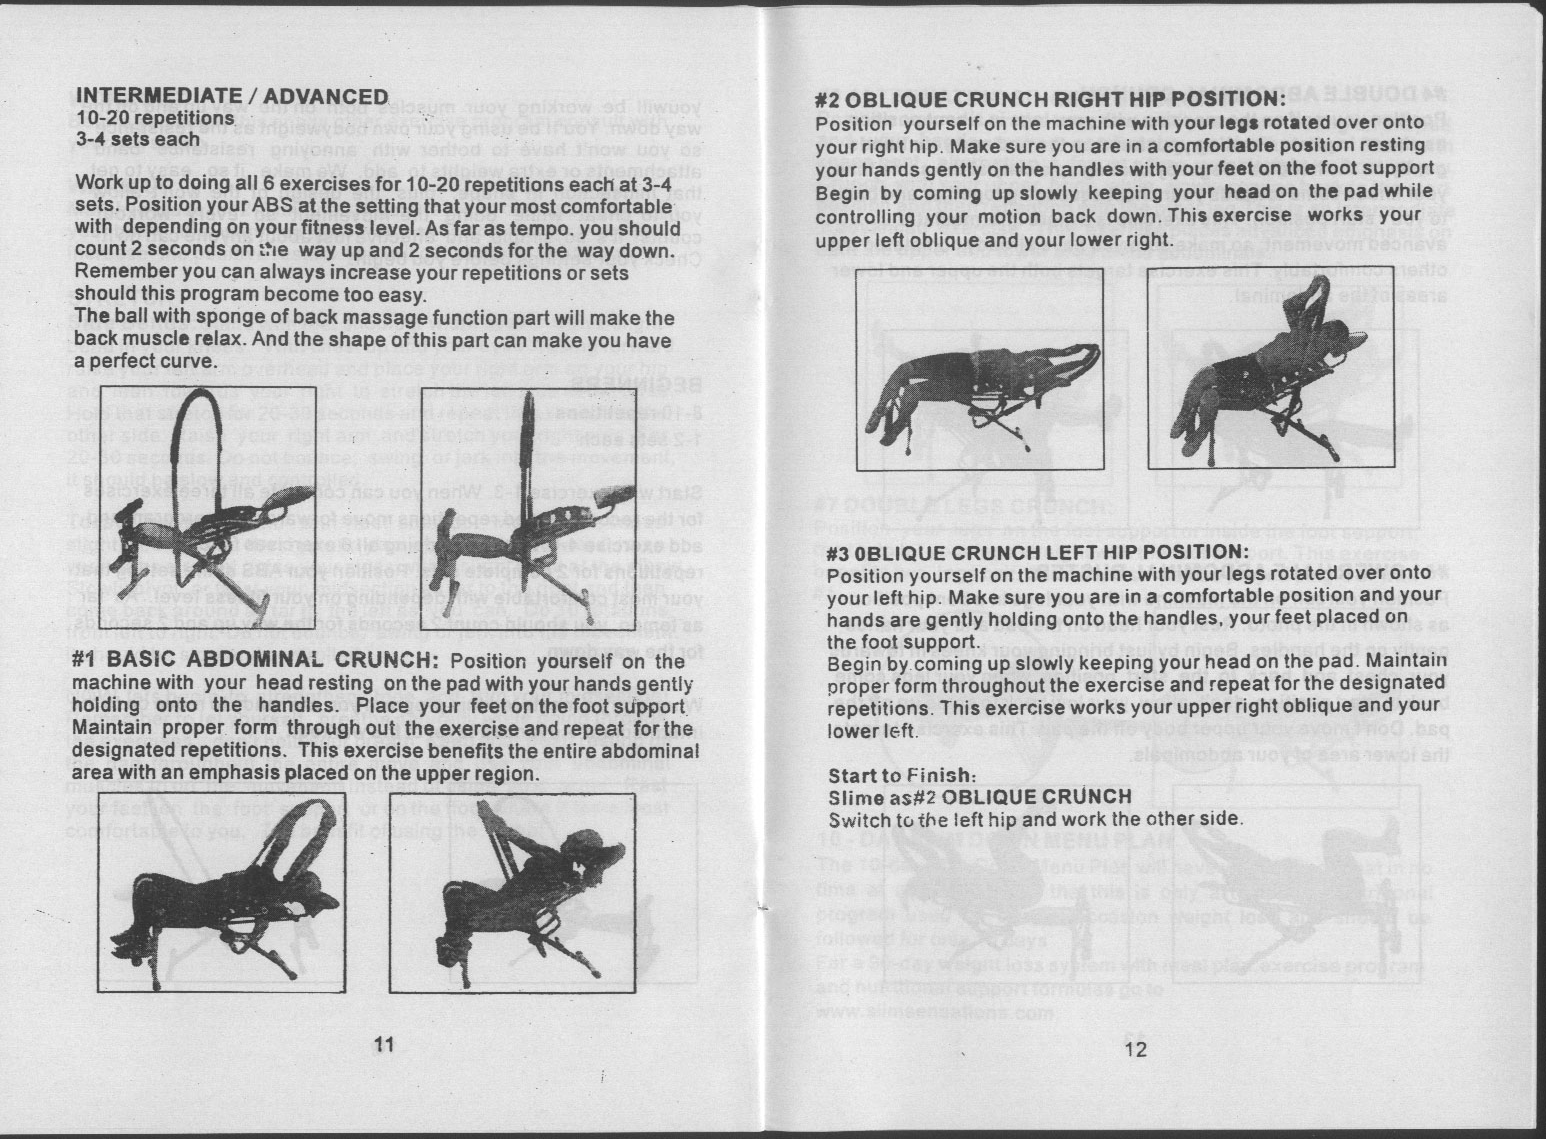 INTERMEDIATE / ADVANCED
10-20 repetitions
3-4 sets each
Work up to doing all 6 exercises for 10-20 repetitions each at 3-4
sets. Position your ABS at the setting that your most comfortable
with depending on your fitness level. As far as tempo. you should
count 2 seconds on the way up and 2 seconds for the way down.
Remember you can always increase your repetitions or sets
should this program become too easy.
The ball with sponge of back massage function part will make the
back muscle relax. And the shape of this part can make you have
a perfect curve.
#1 BASIC ABDOMINAL CRUNCH: Position yourself on the
machine with your head resting on the pad with your hands gently
holding onto the handles. Place your feet on the foot support.
Maintain proper form through out the exercise and repeat for the
designated repetitions. This exercise benefits the entire abdominal
area with an emphasis placed on the upper region.
11
#2 OBLIQUE CRUNCH RIGHT HIP POSITION:
Position yourself on the machine with your legs rotated over onto
your right hip. Make sure you are in a comfortable position resting
your hands gently on the handles with your feet on the foot support
Begin by coming up slowly keeping your head on the pad while
controlling your motion back down. This exercise works your
upper left oblique and your lower right.
#3 OBLIQUE CRUNCH LEFT HIP POSITION:
Position yourself on the machine with your legs rotated over onto
your left hip. Make sure you are in a comfortable position and your
hands are gently holding onto the handles, your feet placed on
the foot support.
Begin by coming up slowly keeping your head on the pad. Maintain
proper form throughout the exercise and repeat for the designated
repetitions. This exercise works your upper right oblique and your
lower left.
Start to Finish:
Slime as#2 OBLIQUE CRUNCH
Switch to the left hip and work the other side.
12